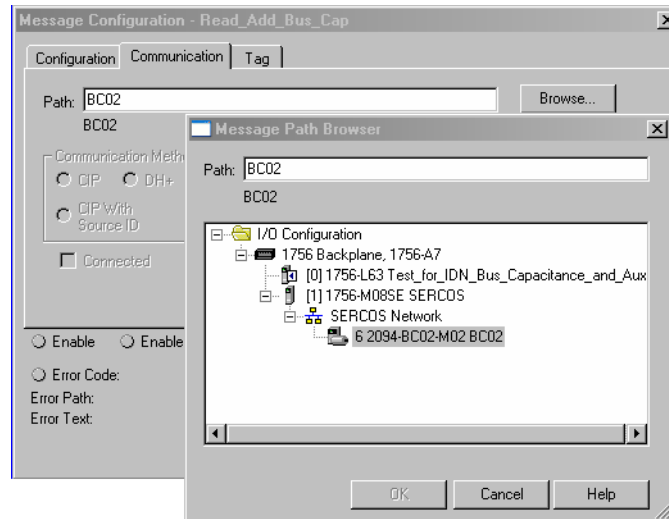 Message Configuration - Read_Add_Bus_Cap
Configuration Communication Tag
Path: BC02 Browse...
BC02
Communication Meth
CIP DH+
CIP With
Source ID
Connected
Enable Enable
Error Code:
Error Path:
Error Text:
Message Path Browser
Path: BC02
BC02
I/O Configuration
1756 Backplane, 1756-A7
[0] 1756-L63 Test_for_IDN_Bus_Capacitance_and_Aux
[1] 1756-M08SE SERCOS
SERCOS Network
6 2094-BC02-M02 BC02
OK Cancel Help